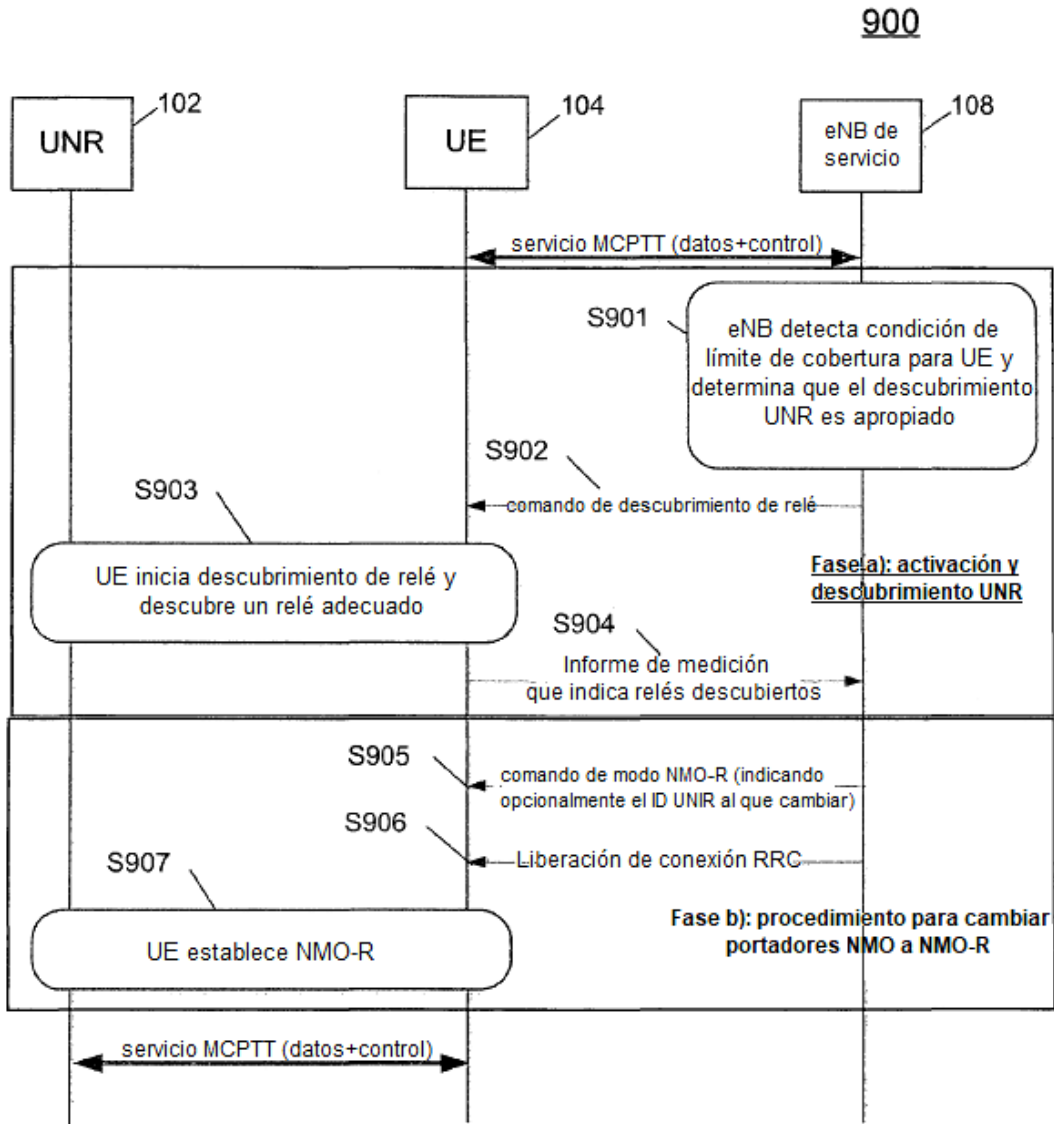 900
102
104
108
UNR
UE
eNB de
servicio
servicio MCPTT (datos+control)
S901
eNB detecta condición de
límite de cobertura para UE y
determina que el descubrimiento
UNR es apropiado
S902
comando de descubrimiento de relé
S903
UE inicia descubrimiento de relé y
descubre un relé adecuado
Fase a): activación y
descubrimiento UNR
S904
Informe de medición
que indica relés descubiertos
S905
comando de modo NMO-R (indicando
opcionalmente el ID UNIR al que cambiar)
S906
Liberación de conexión RRC
S907
UE establece NMO-R
Fase b): procedimiento para cambiar
portadores NMO a NMO-R
servicio MCPTT (datos+control)